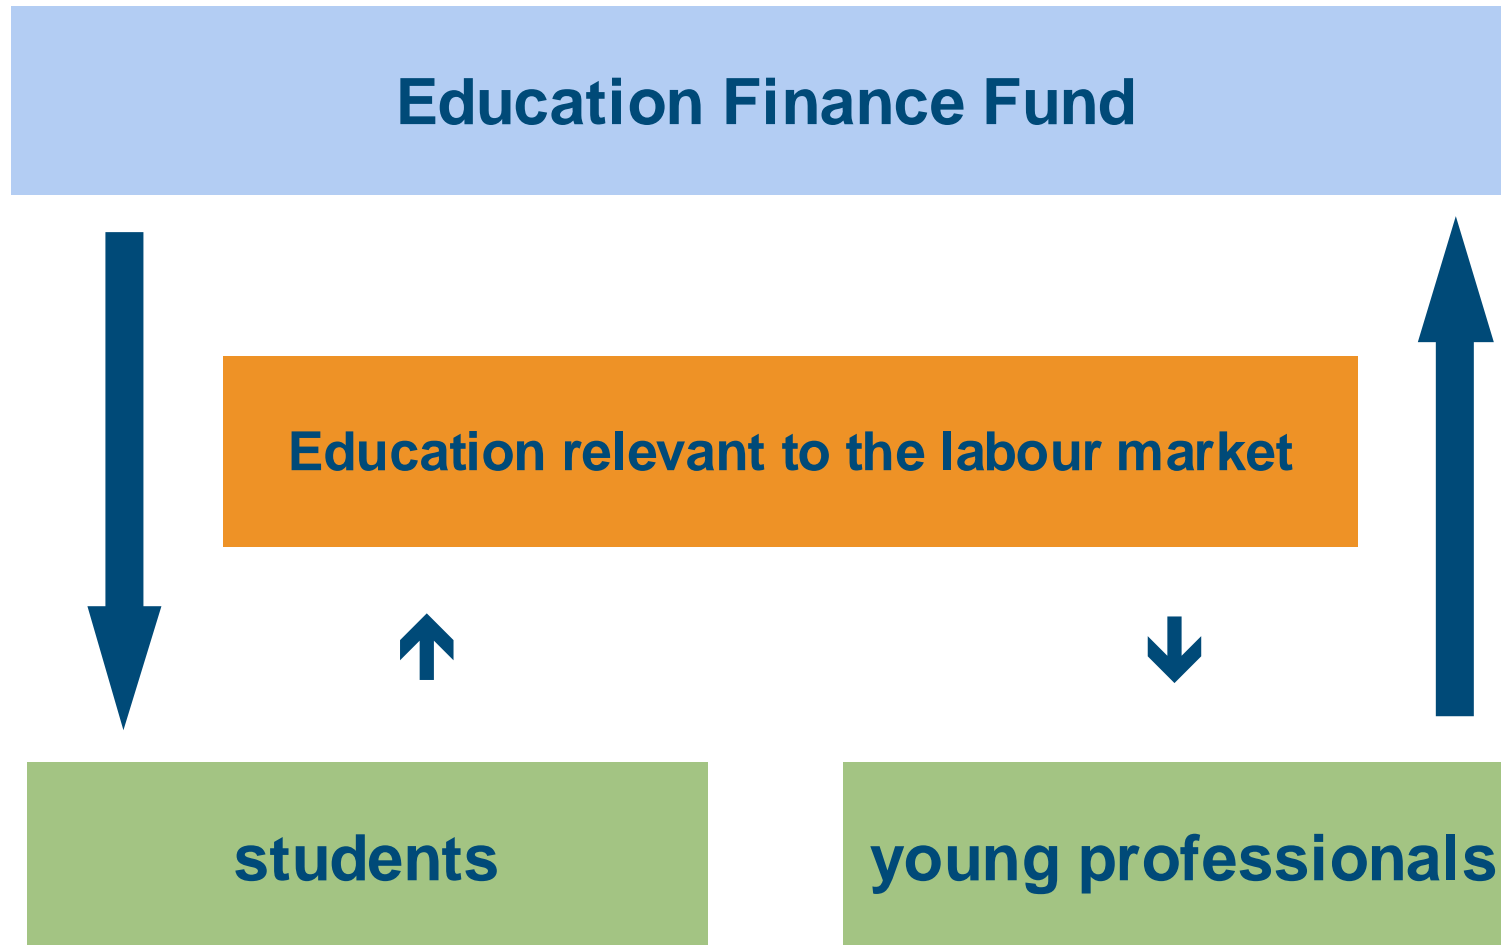 Education Finance Fund
Education relevant to the labour market
students
young professionals